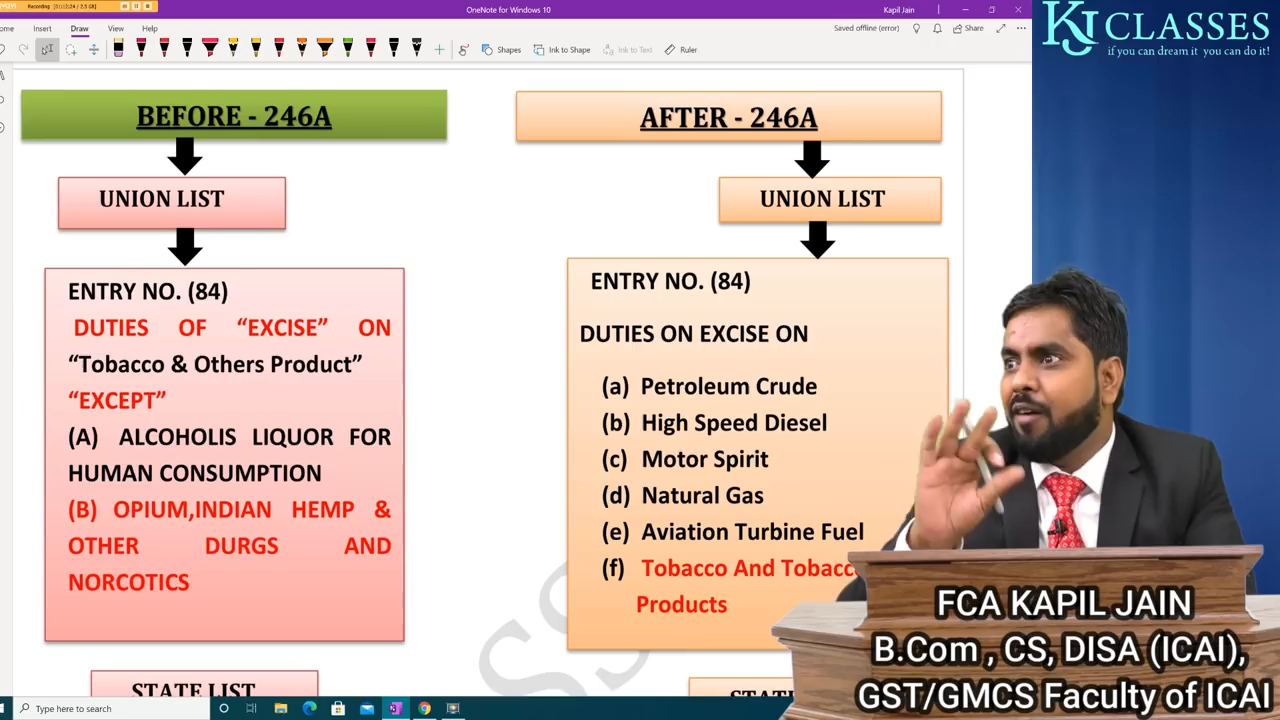 OneNote for Windows 10
Kapil Jain
Insert
Draw
View
Help
Shapes
Ink to Shape
Ink to Text
Ruler
Saved offline (error)
Share
KJ CLASSES
if you can dream it you can do it!
BEFORE - 246A
UNION LIST
ENTRY NO. (84)
DUTIES OF “EXCISE” ON
“Tobacco & Others Product”
“EXCEPT”
(A) ALCOHOLIS LIQUOR FOR
HUMAN CONSUMPTION
(B) OPIUM,INDIAN HEMP &
OTHER DURGS AND
NORCOTICS
STATE LIST
AFTER - 246A
UNION LIST
ENTRY NO. (84)
DUTIES ON EXCISE ON
(a) Petroleum Crude
(b) High Speed Diesel
(c) Motor Spirit
(d) Natural Gas
(e) Aviation Turbine Fuel
(f) Tobacco And Tobacco
Products
FCA KAPIL JAIN
B.Com , CS, DISA (ICAI),
GST/GMCS Faculty of ICAI
Type here to search